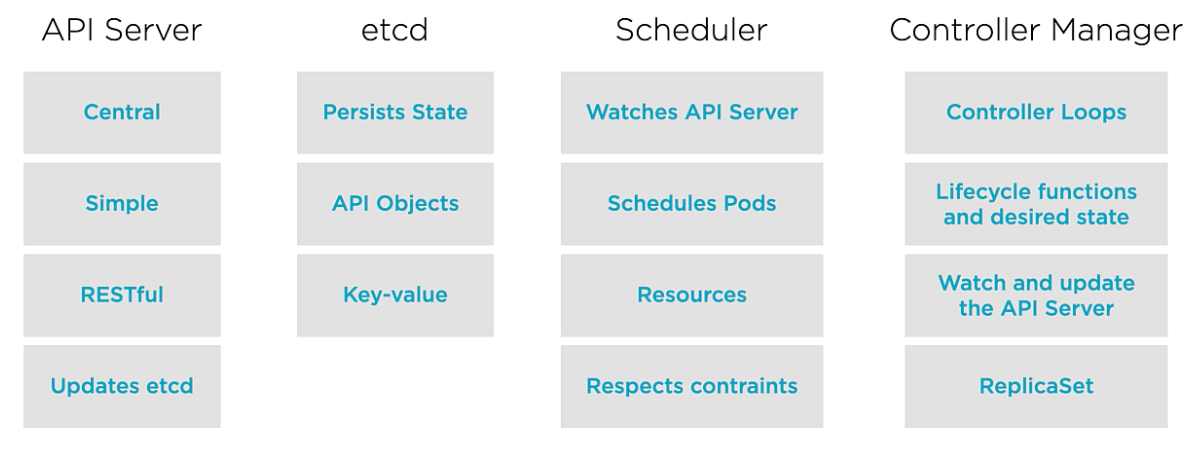 API Server
Central
Simple
RESTful
Updates etcd
etcd
Persists State
API Objects
Key-value
Scheduler
Watches API Server
Schedules Pods
Resources
Respects contraints
Controller Manager
Controller Loops
Lifecycle functions
and desired state
Watch and update
the API Server
ReplicaSet